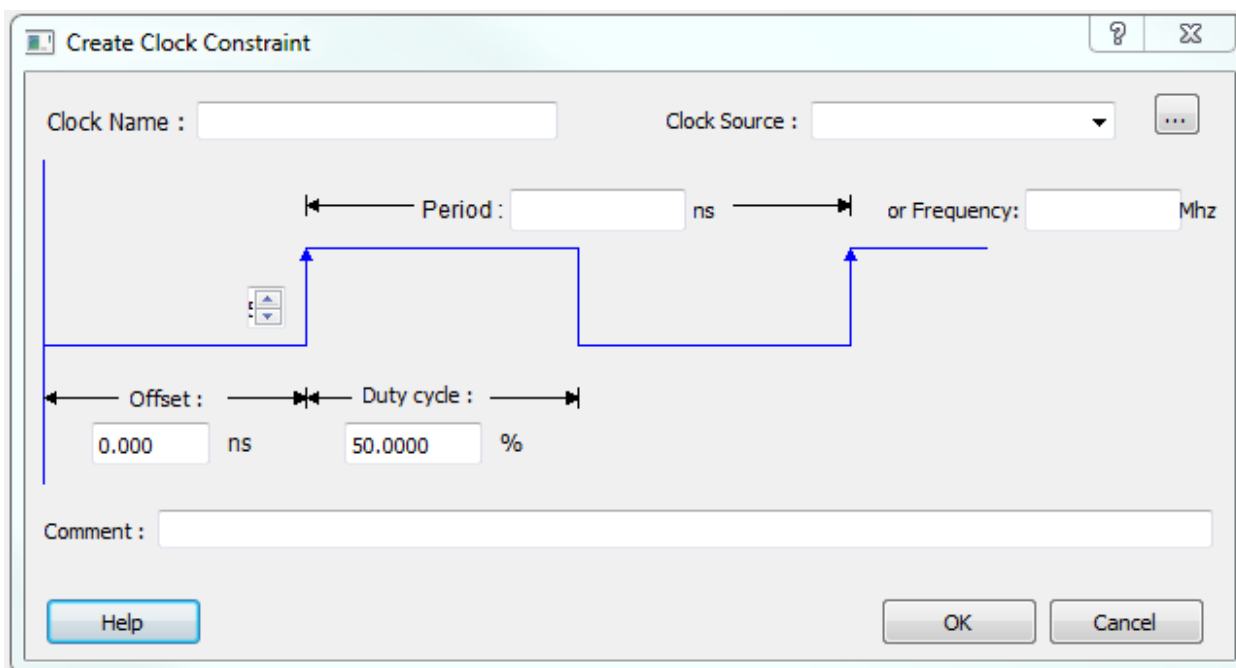 Create Clock Constraint
Clock Name : Clock Source : ...
Period : ns or Frequency: Mhz
Offset : Duty cycle :
0.000 ns 50.0000 %
Comment :
Help OK Cancel